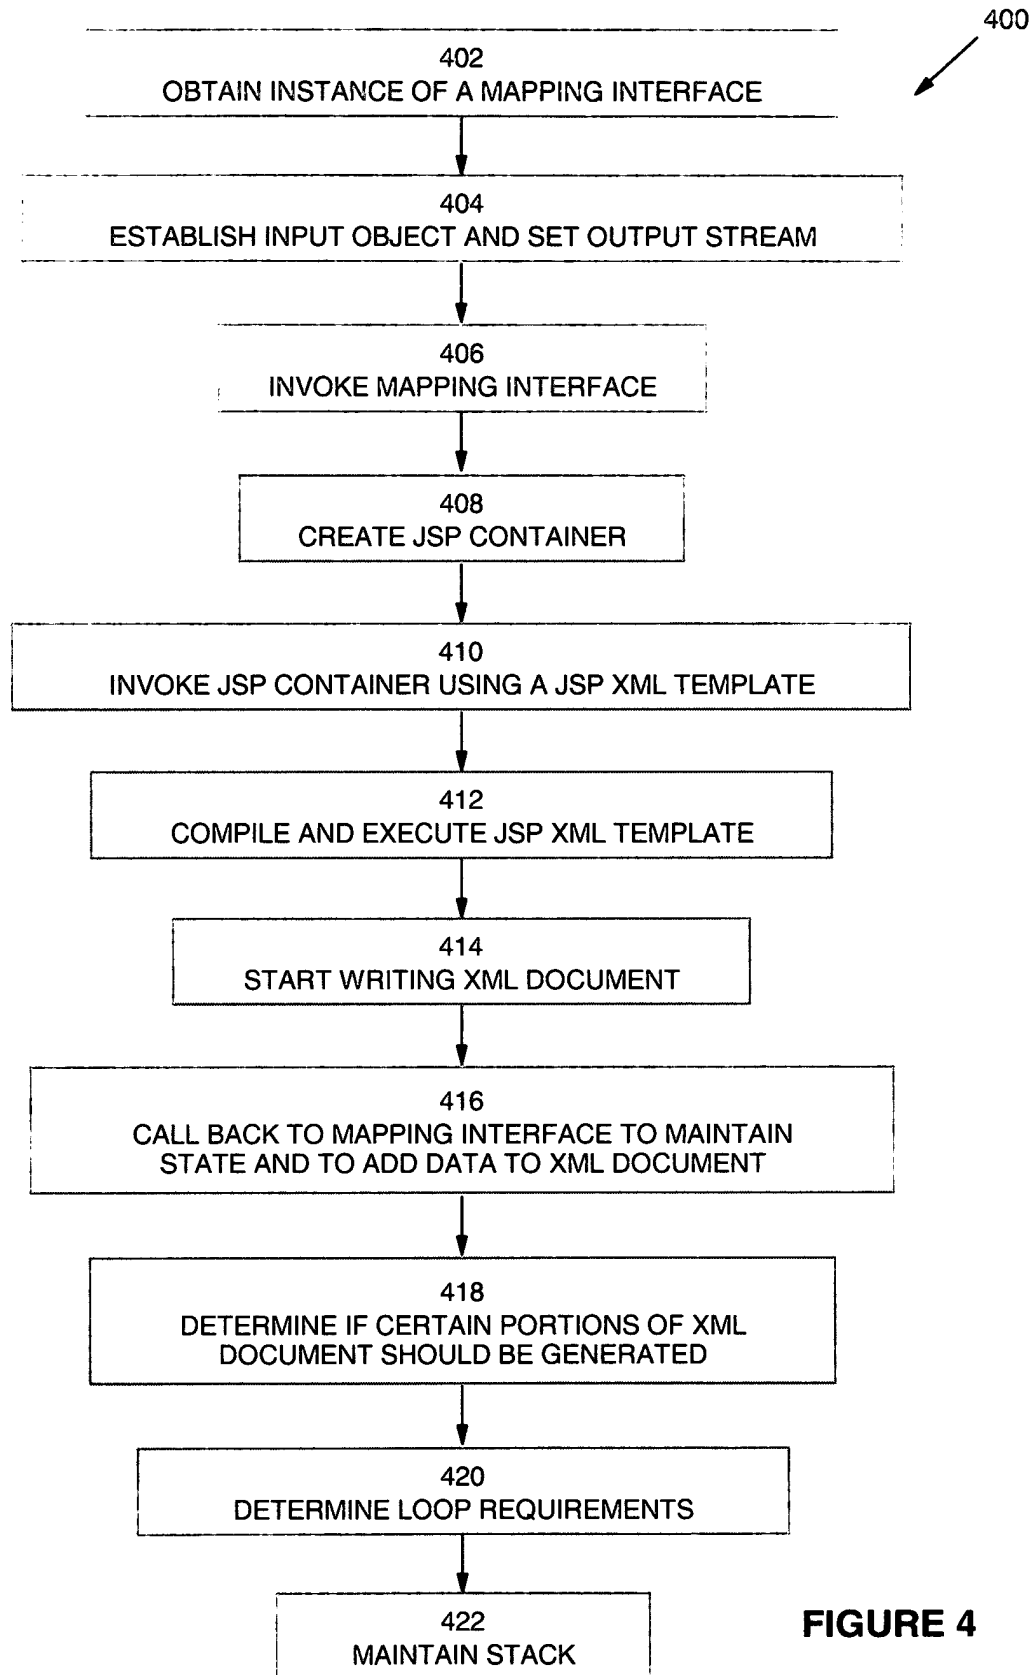 400
402
OBTAIN INSTANCE OF A MAPPING INTERFACE
404
ESTABLISH INPUT OBJECT AND SET OUTPUT STREAM
406
INVOKE MAPPING INTERFACE
408
CREATE JSP CONTAINER
410
INVOKE JSP CONTAINER USING A JSP XML TEMPLATE
412
COMPILE AND EXECUTE JSP XML TEMPLATE
414
START WRITING XML DOCUMENT
416
CALL BACK TO MAPPING INTERFACE TO MAINTAIN
STATE AND TO ADD DATA TO XML DOCUMENT
418
DETERMINE IF CERTAIN PORTIONS OF XML
DOCUMENT SHOULD BE GENERATED
420
DETERMINE LOOP REQUIREMENTS
422
MAINTAIN STACK
FIGURE 4